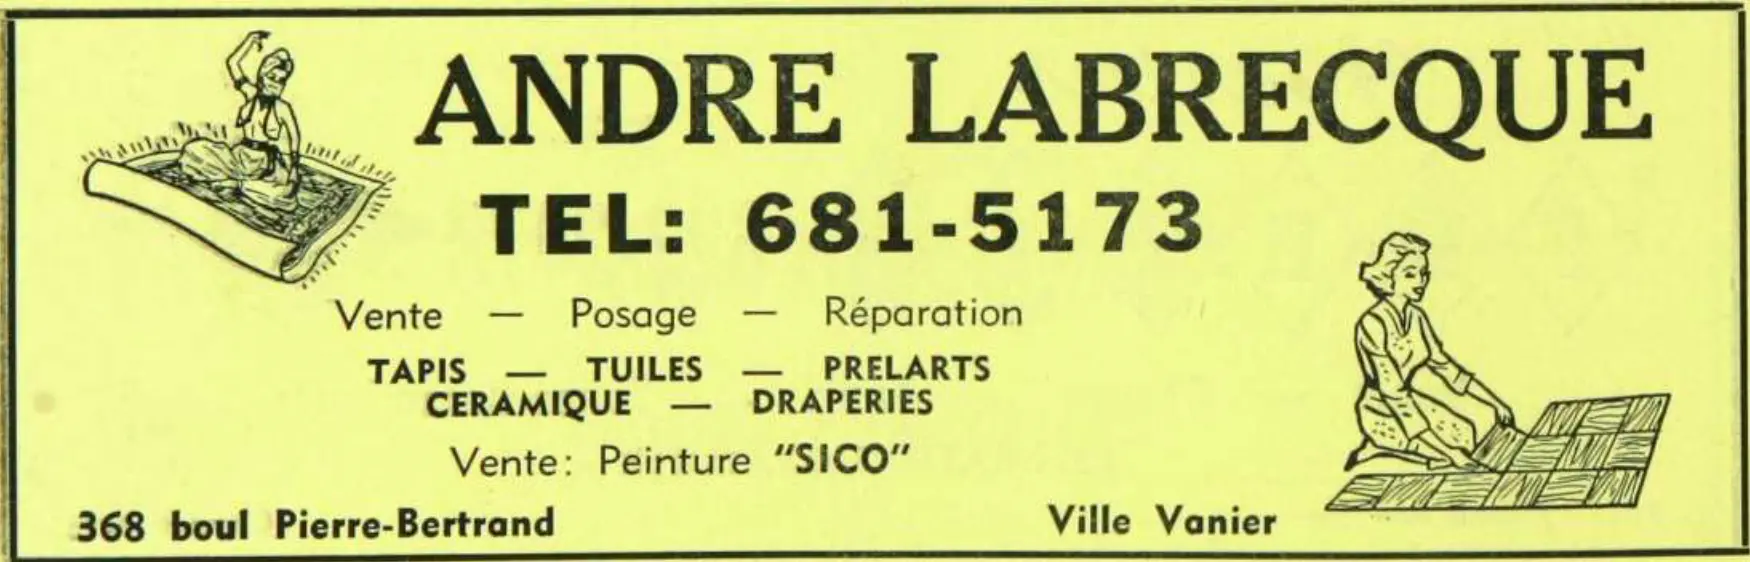 ANDRE LABRECQUE
TEL: 681-5173
Vente — Posage — Réparation
TAPIS — TUILES — PRELARTS
CERAMIQUE — DRAPERIES
Vente: Peinture "SICO"
368 boul Pierre-Bertrand Ville Vanier